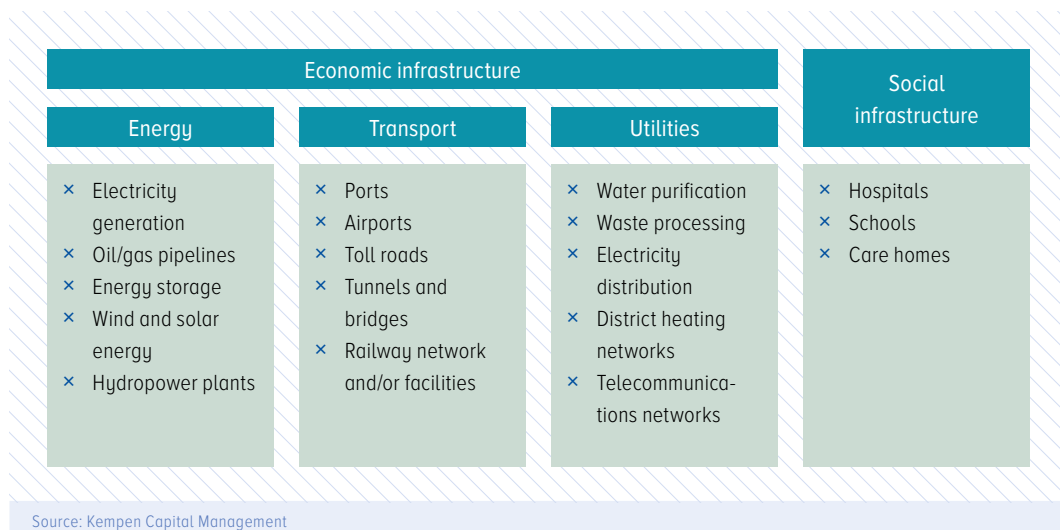 Economic infrastructure
Social
infrastructure
Energy
Transport
Utilities
× Electricity
generation
× Oil/gas pipelines
× Energy storage
× Wind and solar
energy
× Hydropower plants
× Ports
× Airports
× Toll roads
× Tunnels and
bridges
× Railway network
and/or facilities
× Water purification
× Waste processing
× Electricity
distribution
× District heating
networks
× Telecommunica-
tions networks
× Hospitals
× Schools
× Care homes
Source: Kempen Capital Management